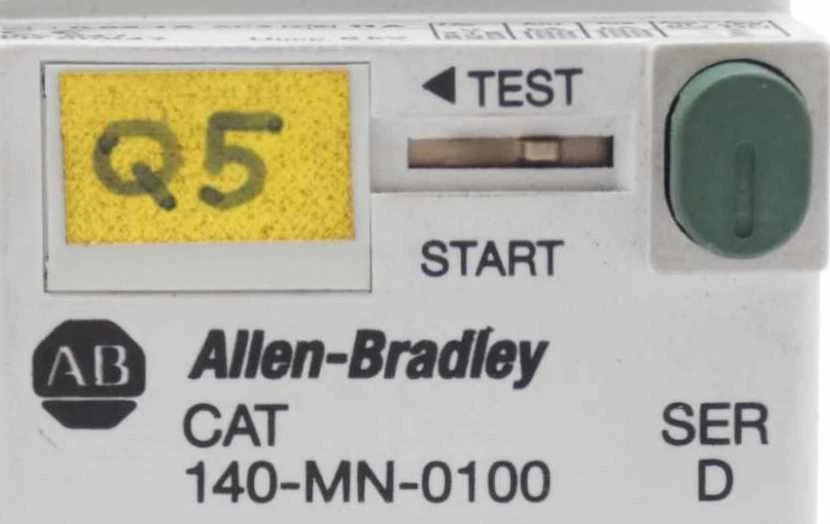 Q5
TEST
START
AB
Allen-Bradley
CAT
140-MN-0100
SER
D